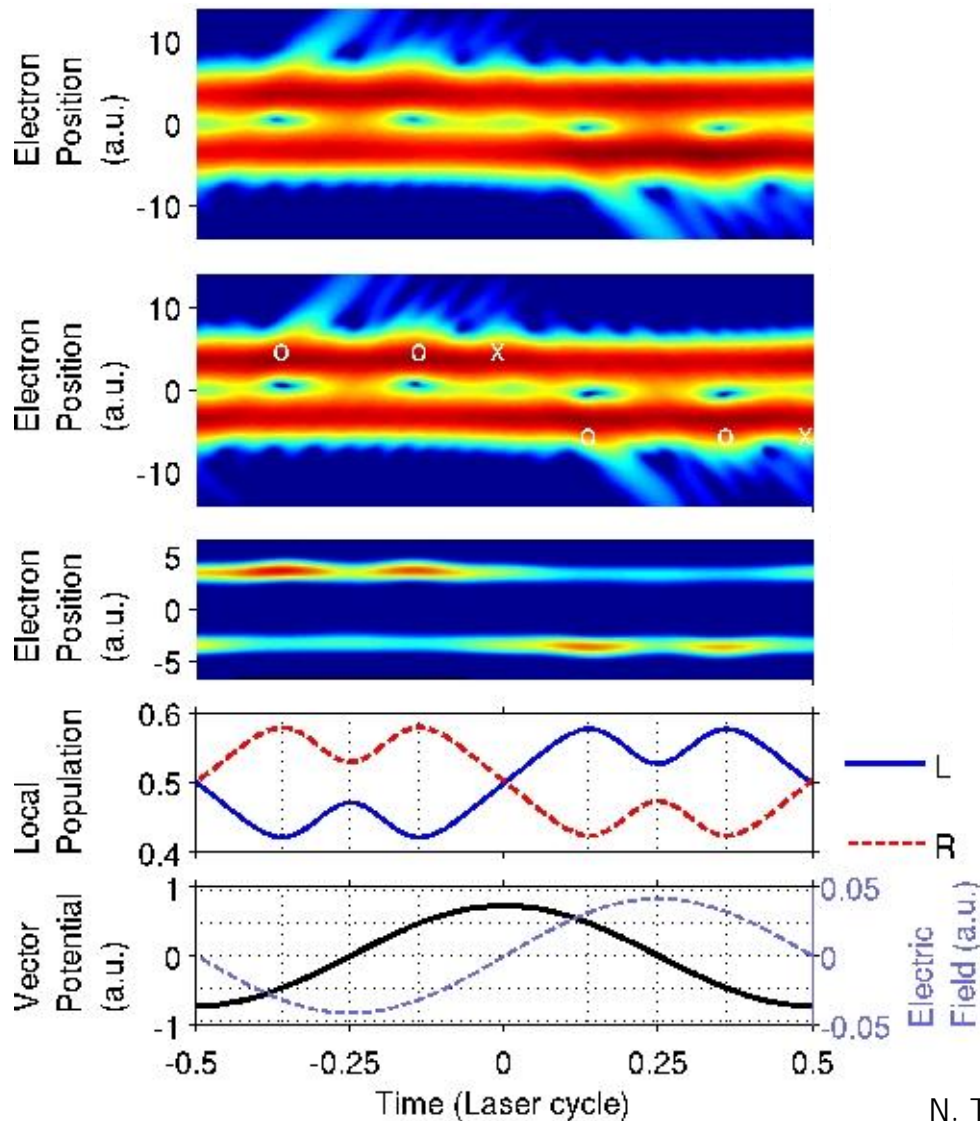 Electron
Position
(a.u.)
10
0
-10
Electron
Position
(a.u.)
10
0
-10
o o x
o o x
Electron
Position
(a.u.)
5
0
-5
Local
Population
0.6
0.5
0.4
L
R
Vector
Potential
(a.u.)
1
0
-1
0.05
0
-0.05
Electric
Field (a.u.)
-0.5 -0.25 0 0.25 0.5
Time (Laser cycle)
N.